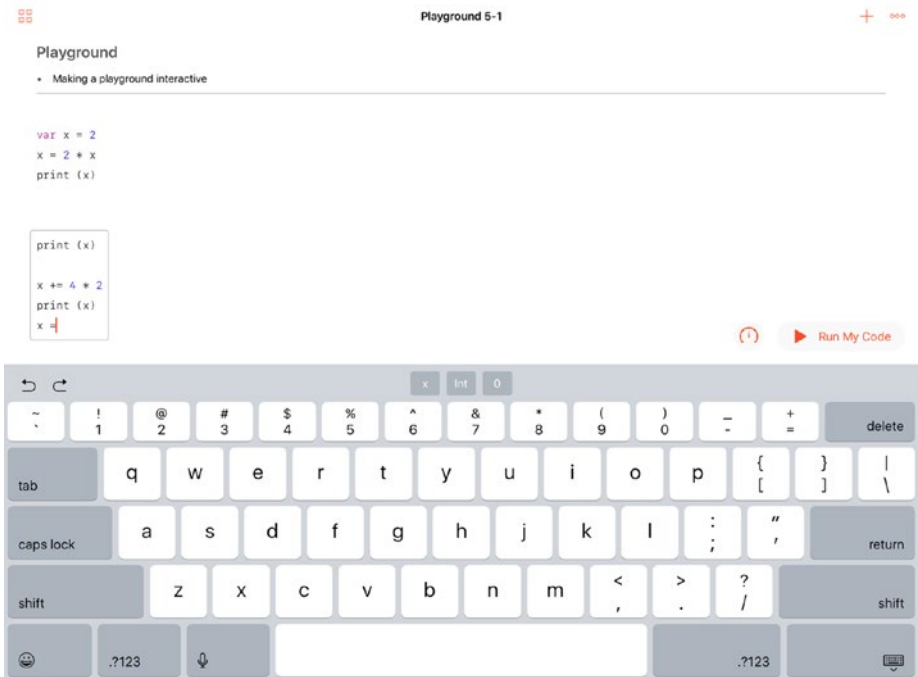 Playground 5-1
Playground
• Making a playground interactive
var x = 2
x = 2 * x
print (x)
print (x)
x += 4 * 2
print (x)
x =
Run My Code
x Int 0
~ ! @ # $ % ^ & * ( ) _ +
` 1 2 3 4 5 6 7 8 9 0 - = delete
{ } |
tab q w e r t y u i o p [ ] \
: "
caps lock a s d f g h j k l ; ' return
< > ?
shift z x c v b n m , . / shift
.?123 .?123